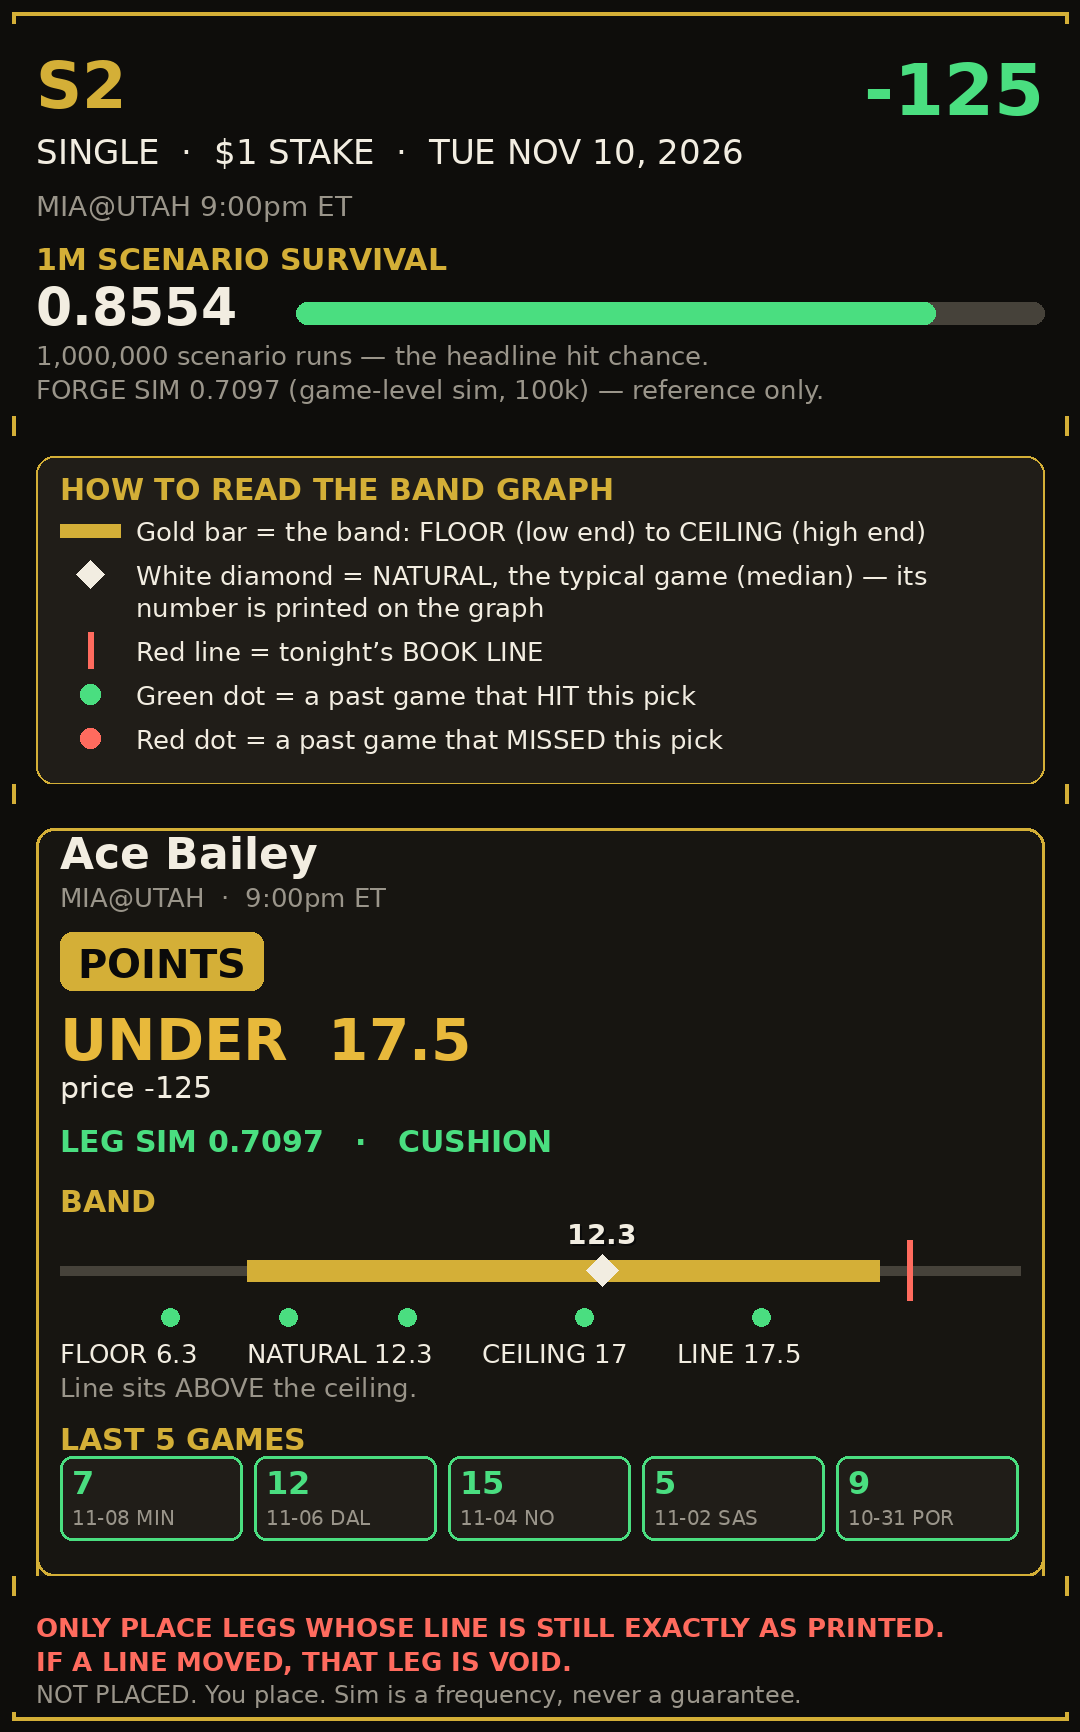 S2
-125
SINGLE · $1 STAKE · TUE NOV 10, 2026
MIA@UTAH 9:00pm ET
1M SCENARIO SURVIVAL
0.8554
1,000,000 scenario runs — the headline hit chance.
FORGE SIM 0.7097 (game-level sim, 100k) — reference only.
HOW TO READ THE BAND GRAPH
Gold bar = the band: FLOOR (low end) to CEILING (high end)
White diamond = NATURAL, the typical game (median) — its
number is printed on the graph
Red line = tonight’s BOOK LINE
Green dot = a past game that HIT this pick
Red dot = a past game that MISSED this pick
Ace Bailey
MIA@UTAH · 9:00pm ET
POINTS
UNDER 17.5
price -125
LEG SIM 0.7097 · CUSHION
BAND
12.3
FLOOR 6.3 NATURAL 12.3 CEILING 17 LINE 17.5
Line sits ABOVE the ceiling.
LAST 5 GAMES
7 12 15 5 9
11-08 MIN 11-06 DAL 11-04 NO 11-02 SAS 10-31 POR
ONLY PLACE LEGS WHOSE LINE IS STILL EXACTLY AS PRINTED.
IF A LINE MOVED, THAT LEG IS VOID.
NOT PLACED. You place. Sim is a frequency, never a guarantee.